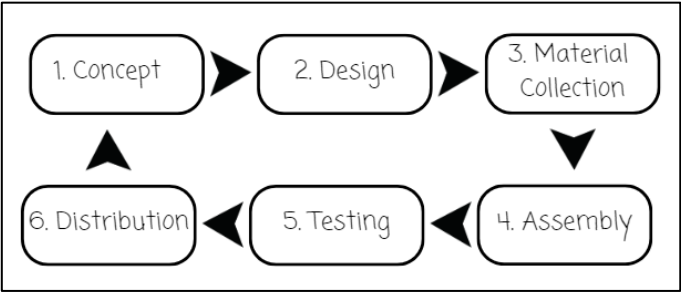 1. Concept
2. Design
3. Material
Collection
4. Assembly
5. Testing
6. Distribution